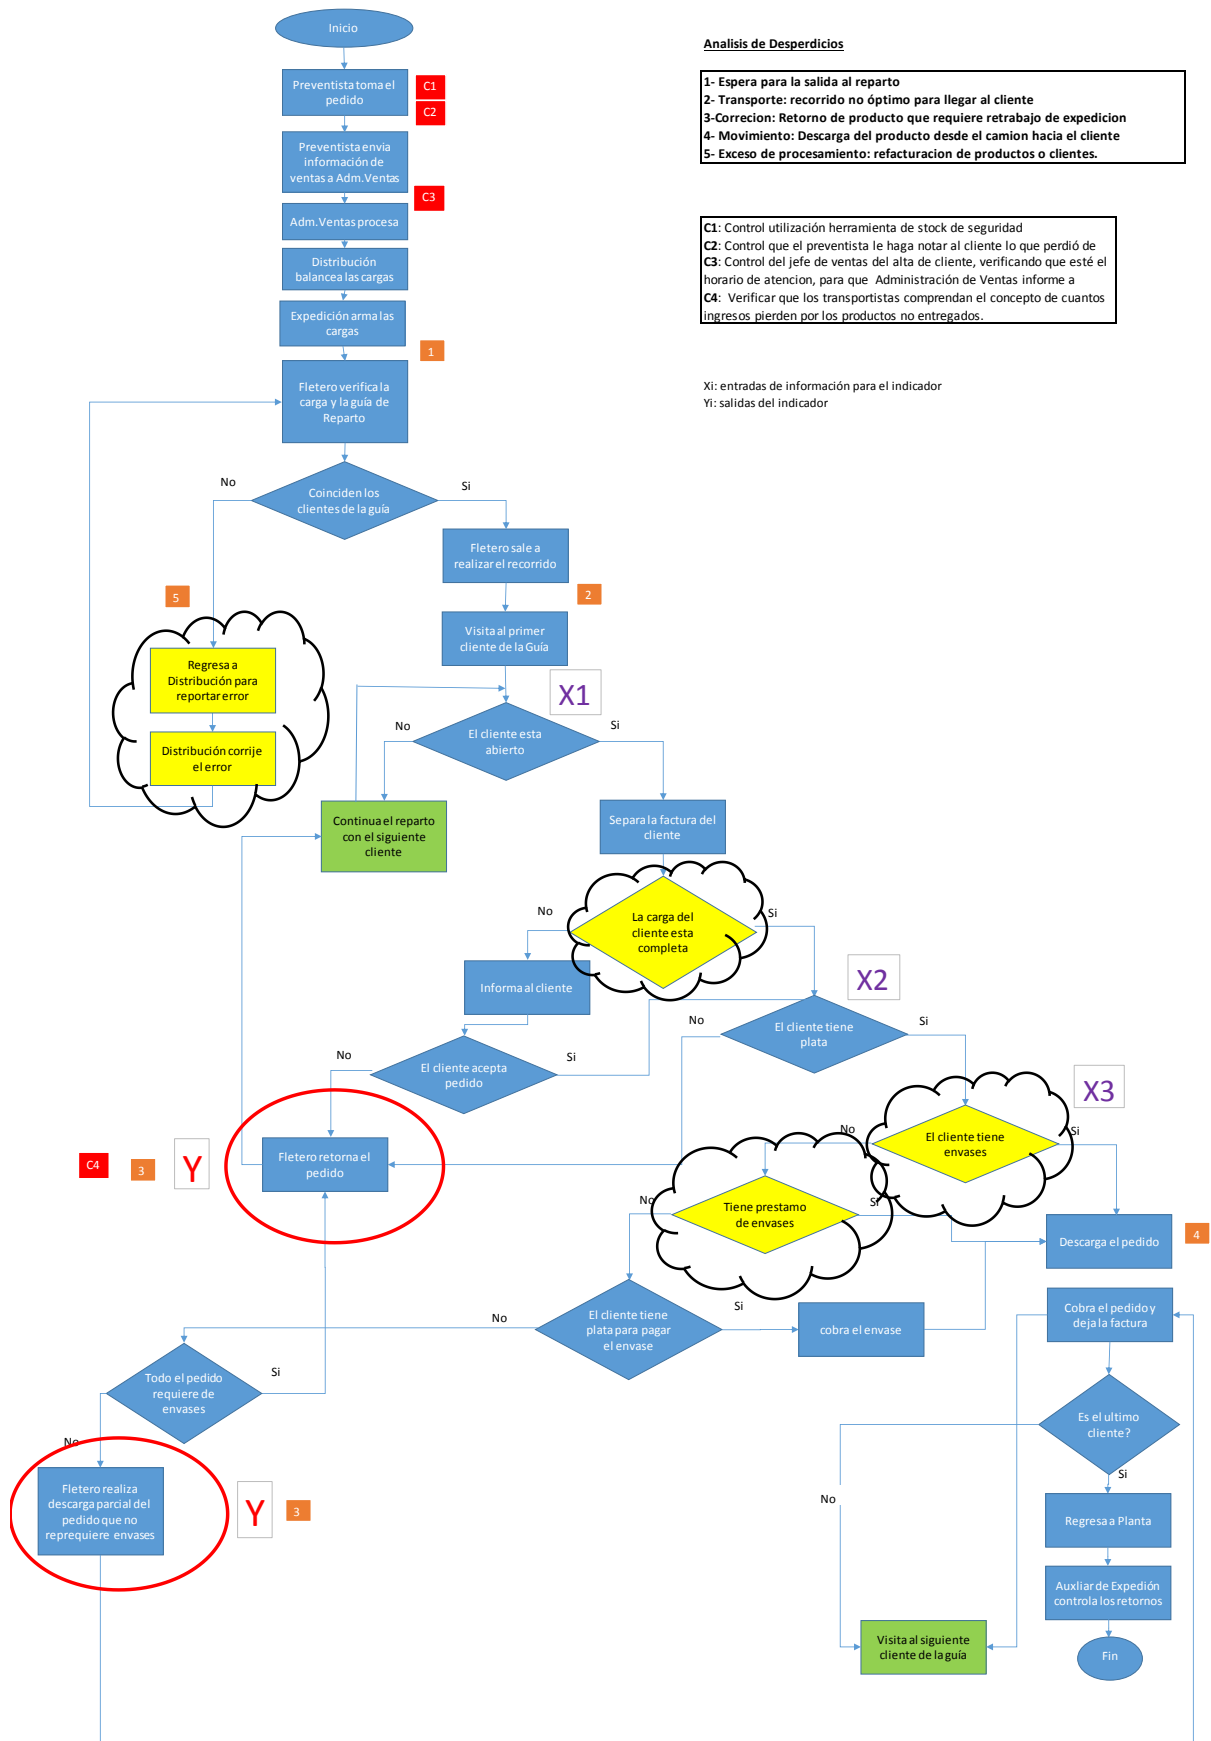 Inicio
Analisis de Desperdicios
Preventista toma el
pedido
C1
C2
1- Espera para la salida al reparto
2- Transporte: recorrido no óptimo para llegar al cliente
3-Correcion: Retorno de producto que requiere retrabajo de expedicion
4- Movimiento: Descarga del producto desde el camion hacia el cliente
5- Exceso de procesamiento: refacturacion de productos o clientes.
Preventista envía
información de
ventas a Adm.Ventas
C3
Adm.Ventas procesa
C1: Control utilización herramienta de stock de seguridad
C2: Control que el preventista le haga notar al cliente lo que perdió de
C3: Control del jefe de ventas del alta de cliente, verificando que esté el
horario de atencion, para que Administración de Ventas informe a
C4: Verificar que los transportistas comprendan el concepto de cuantos
ingresos pierden por los productos no entregados.
Distribución
balancea las cargas
Expedición arma las
cargas
1
Fletero verifica la
carga y la guía de
Reparto
Xi: entradas de información para el indicador
Yi: salidas del indicador
No
Si
Coinciden los
clientes de la guía
Fletero sale a
realizar el recorrido
5
2
Visita al primer
cliente de la Guía
Regresa a
Distribución para
reportar error
X1
No
Si
El cliente esta
abierto
Distribución corrije
el error
Continua el reparto
con el siguiente
cliente
Separa la factura del
cliente
No
Si
La carga del
cliente esta
completa
Informa al cliente
X2
No
Si
El cliente tiene
plata
No
Si
El cliente acepta
pedido
X3
No
Si
El cliente tiene
envases
C4
3
Y
Fletero retorna el
pedido
No
Si
Tiene prestamo
de envases
Descarga el pedido
4
No
Si
El cliente tiene
plata para pagar
el envase
cobra el envase
Cobra el pedido y
deja la factura
Todo el pedido
requiere de
envases
Si
No
Es el ultimo
cliente?
Si
No
Fletero realiza
descarga parcial del
pedido que no
reprequiere envases
Y
3
Regresa a Planta
Auxliar de Expedión
controla los retornos
Visita al siguiente
cliente de la guía
Fin